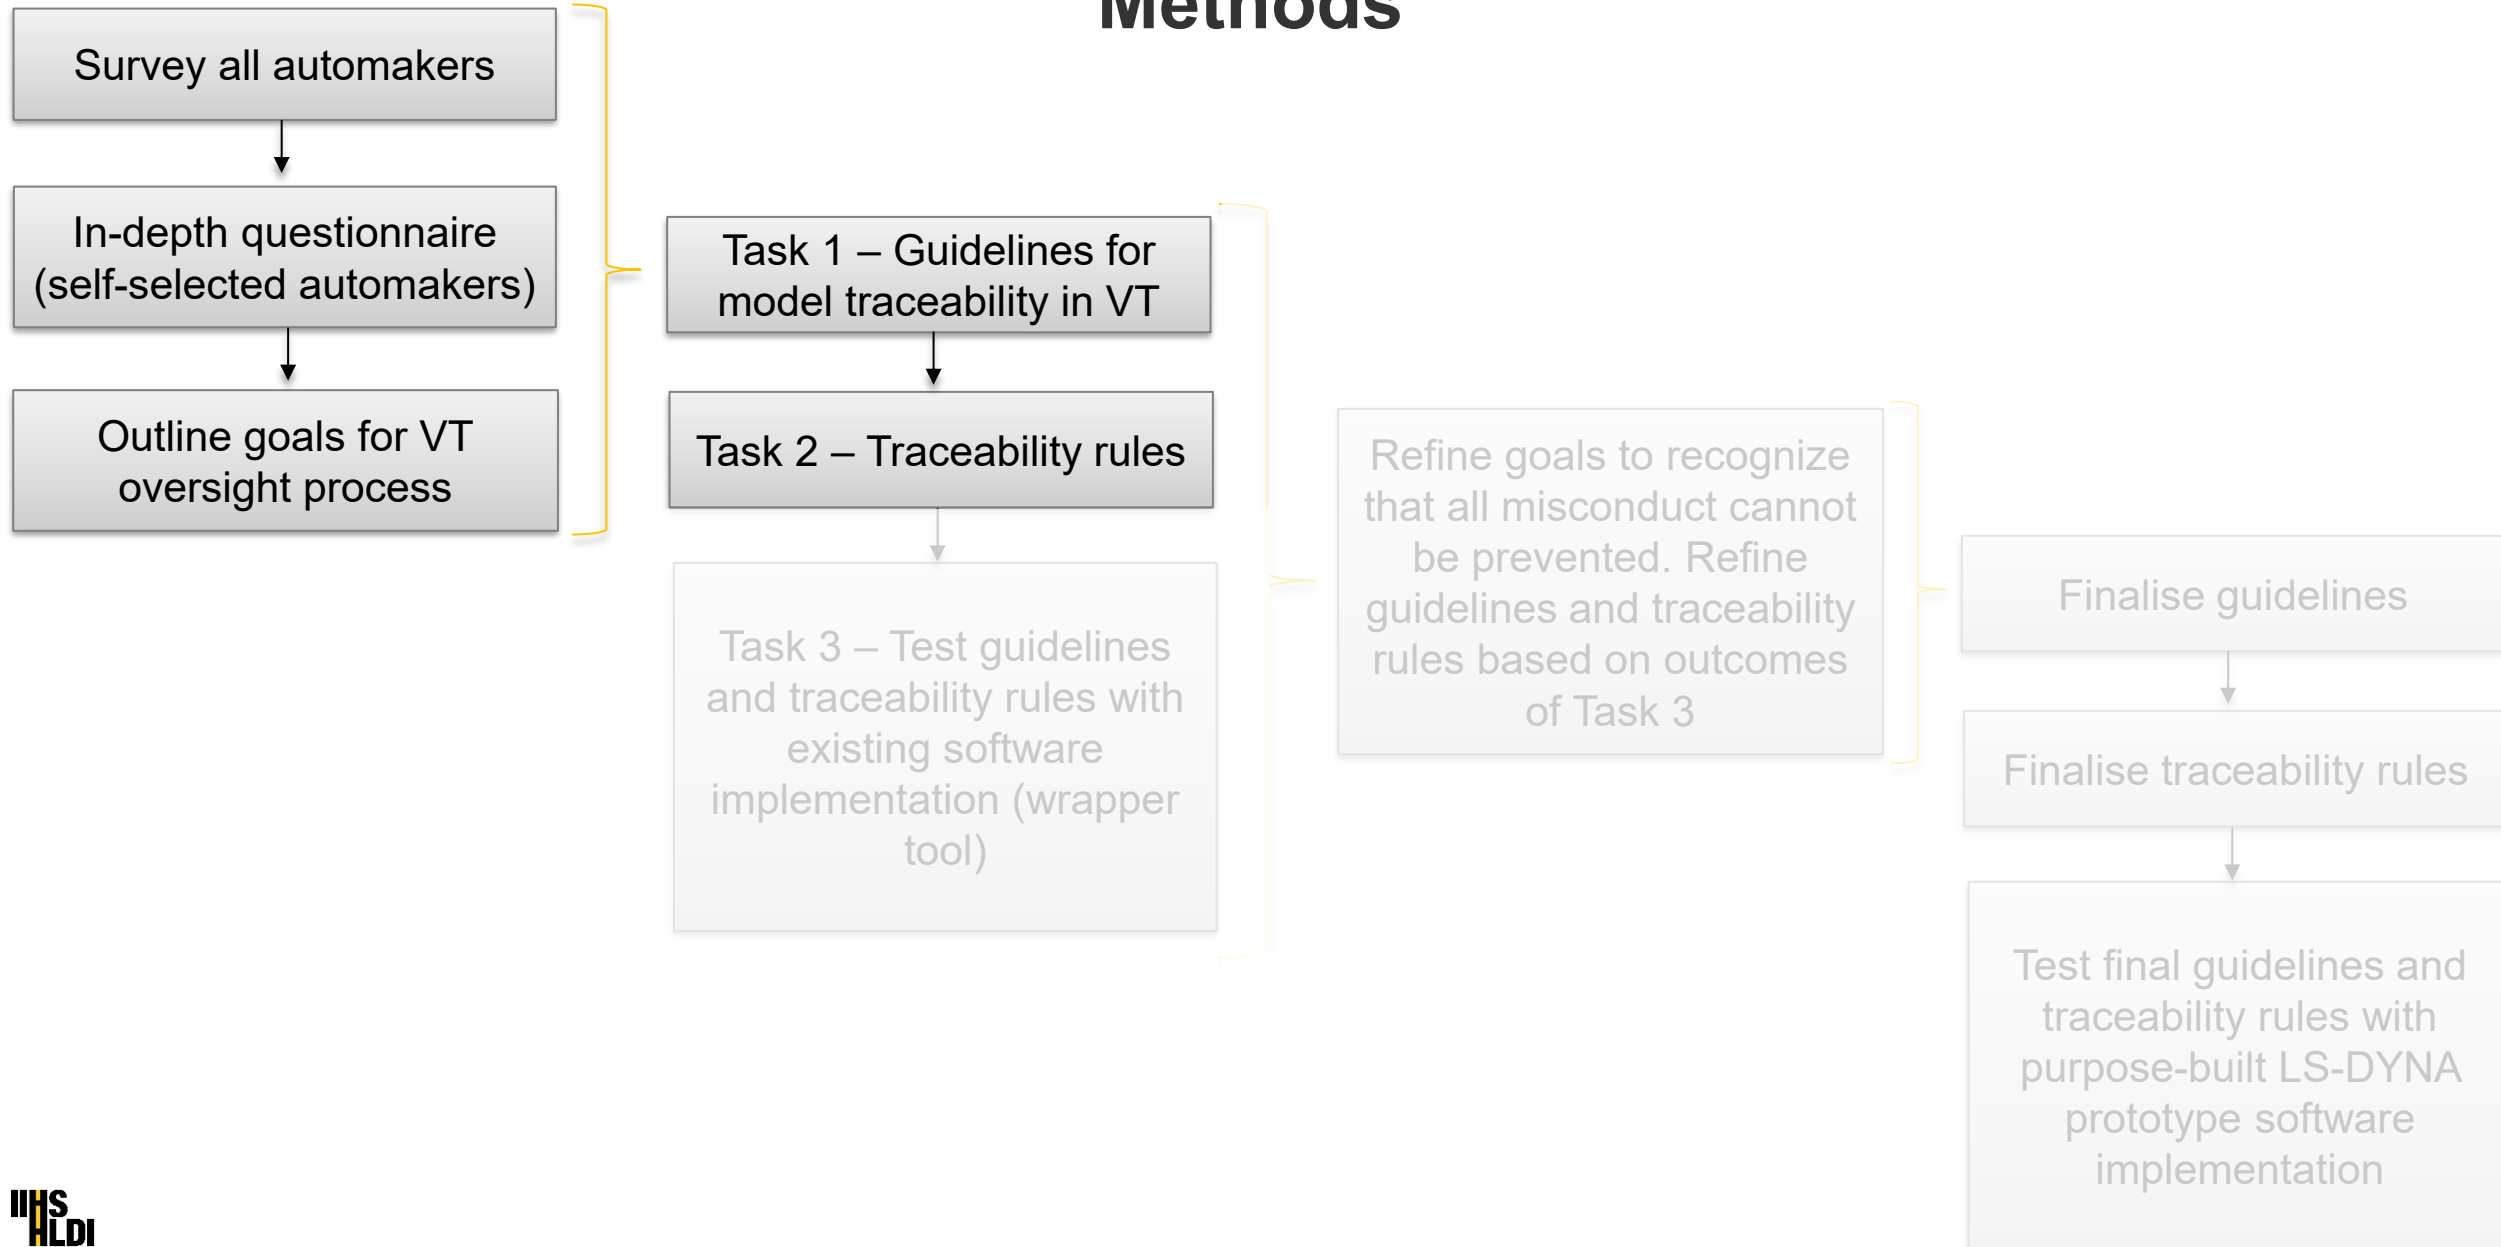 Methods
Survey all automakers
In-depth questionnaire
(self-selected automakers)
Outline goals for VT
oversight process
Task 1 – Guidelines for
model traceability in VT
Task 2 – Traceability rules
Task 3 – Test guidelines
and traceability rules with
existing software
implementation (wrapper
tool)
Refine goals to recognize
that all misconduct cannot
be prevented. Refine
guidelines and traceability
rules based on outcomes
of Task 3
Finalise guidelines
Finalise traceability rules
Test final guidelines and
traceability rules with
purpose-built LS-DYNA
prototype software
implementation
IIHS
HLDI